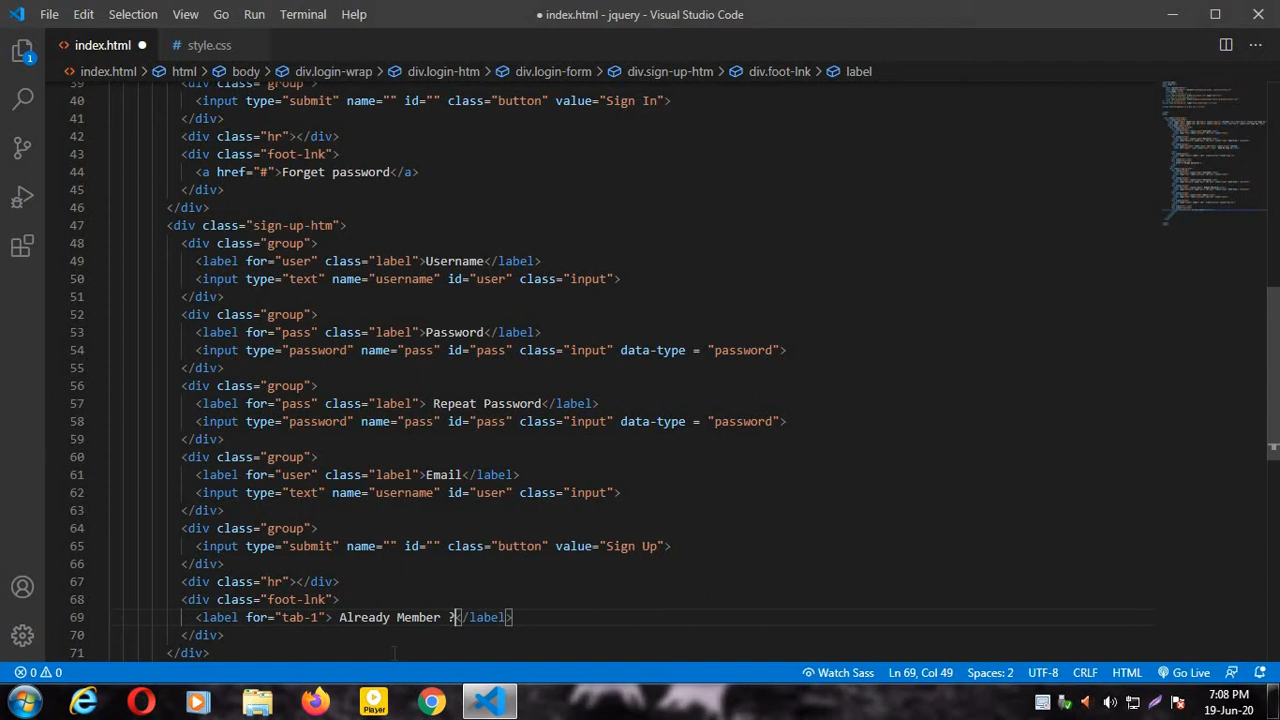 File Edit Selection View Go Run Terminal Help
● index.html - jquery - Visual Studio Code
index.html ●
style.css
index.html > html > body > div.login-wrap > div.login-htm > div.login-form > div.sign-up-htm > div.foot-lnk > label
39 <div class="group">
40 <input type="submit" name="" id="" class="button" value="Sign In">
41 </div>
42 <div class="hr"></div>
43 <div class="foot-lnk">
44 <a href="#">Forget password</a>
45 </div>
46 </div>
47 <div class="sign-up-htm">
48 <div class="group">
49 <label for="user" class="label">Username</label>
50 <input type="text" name="username" id="user" class="input">
51 </div>
52 <div class="group">
53 <label for="pass" class="label">Password</label>
54 <input type="password" name="pass" id="pass" class="input" data-type = "password">
55 </div>
56 <div class="group">
57 <label for="pass" class="label"> Repeat Password</label>
58 <input type="password" name="pass" id="pass" class="input" data-type = "password">
59 </div>
60 <div class="group">
61 <label for="user" class="label">Email</label>
62 <input type="text" name="username" id="user" class="input">
63 </div>
64 <div class="group">
65 <input type="submit" name="" id="" class="button" value="Sign Up">
66 </div>
67 <div class="hr"></div>
68 <div class="foot-lnk">
69 <label for="tab-1"> Already Member ?</label>
70 </div>
71 </div>
1
0 0 Watch Sass Ln 69, Col 49 Spaces: 2 UTF-8 CRLF HTML Go Live
Player
7:08 PM
19-Jun-20